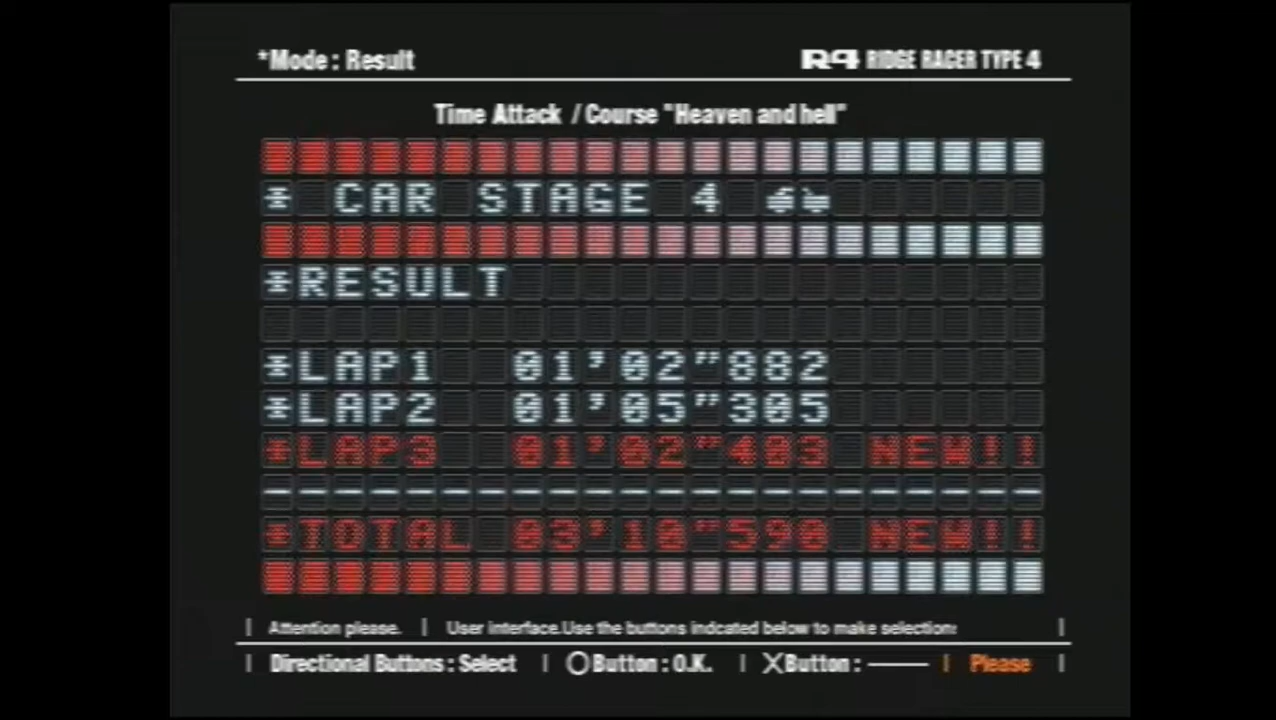 *Mode : Result
R4 RIDGE RACER TYPE 4
Time Attack / Course "Heaven and hell"
* CAR STAGE 4
*RESULT
*LAP1 01'02"882
*LAP2 01'05"305
*LAP3 01'02"403 NEW!!
*TOTAL 03'10"590 NEW!!
| Attention please. | User interface.Use the buttons indcated below to make selection: |
| Directional Buttons : Select | ○Button : O.K. | XButton : —— | Please |